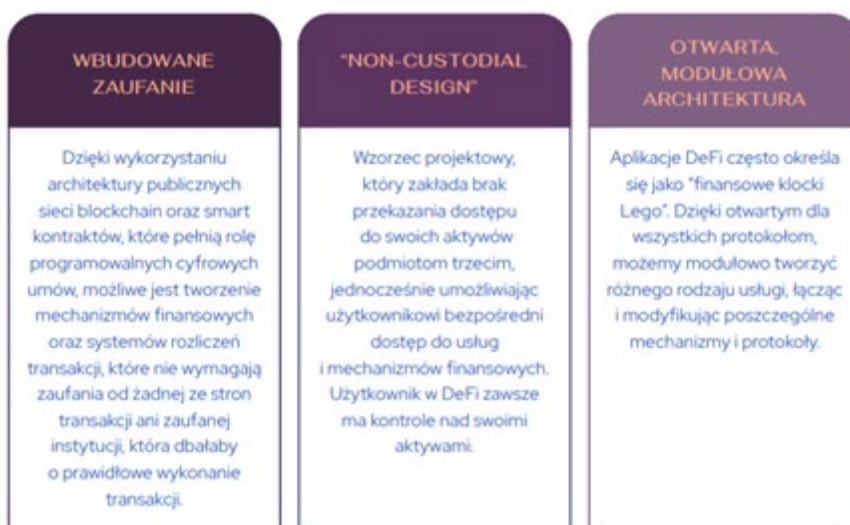 WBUDOWANE
ZAUFANIE
Dzięki wykorzystaniu
architektury publicznych
sieci blockchain oraz smart
kontraktów, które pełnią rolę
programowalnych cyfrowych
umów, możliwe jest tworzenie
mechanizmów finansowych
oraz systemów rozliczeń
transakcji, które nie wymagają
zaufania od żadnej ze stron
transakcji ani zaufanej
instytucji, która dbałaby
o prawidłowe wykonanie
transakcji.
"NON-CUSTODIAL
DESIGN"
Wzorzec projektowy,
który zakłada brak
przekazania dostępu
do swoich aktywów
podmiotom trzecim,
jednocześnie umożliwiając
użytkownikowi bezpośredni
dostęp do usług
i mechanizmów finansowych.
Użytkownik w DeFi zawsze
ma kontrole nad swoimi
aktywami.
OTWARTA,
MODUŁOWA
ARCHITEKTURA
Aplikacje DeFi często określa
się jako "finansowe klocki
Lego". Dzięki otwartym dla
wszystkich protokołom,
możemy modułowo tworzyć
różnego rodzaju usługi, łącząc
i modyfikując poszczególne
mechanizmy i protokoły.